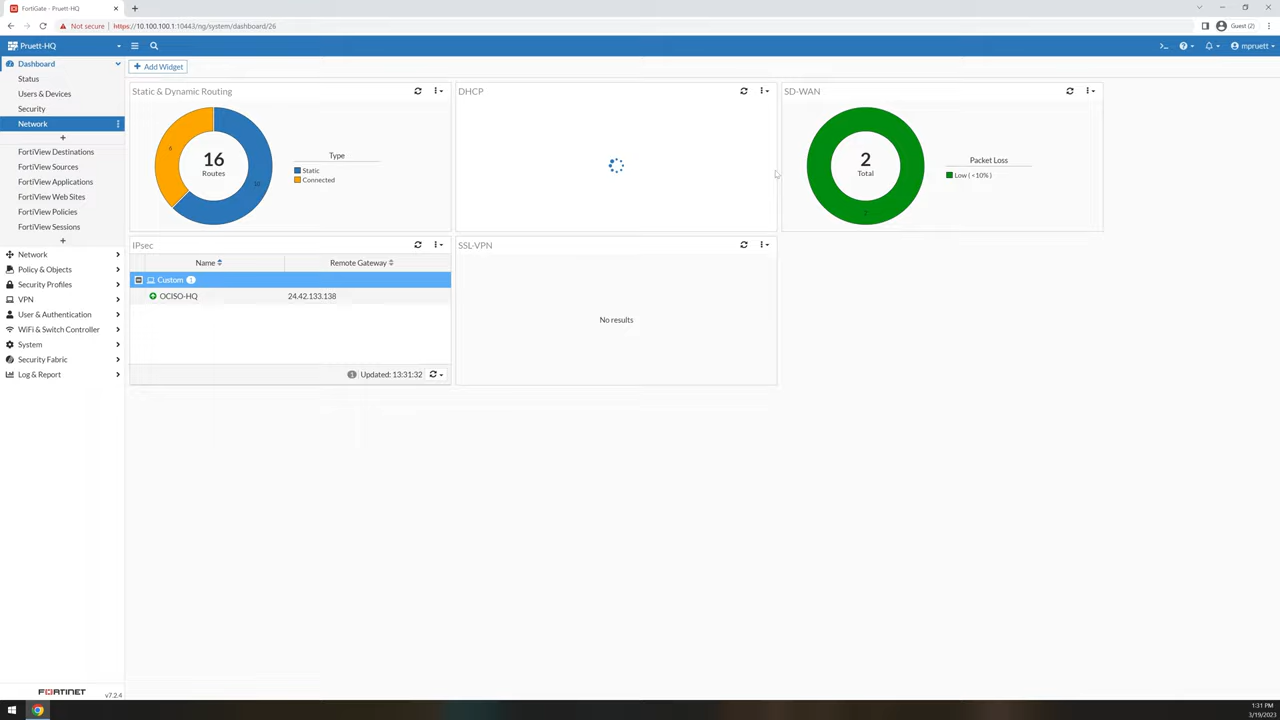 FortiGate - Pruett-HQ
Not secure
https://10.100.100.1:10443/ng/system/dashboard/26
Guest (2)
Pruett-HQ
mpruett
Dashboard
Status
Users & Devices
Security
Network
FortiView Destinations
FortiView Sources
FortiView Applications
FortiView Web Sites
FortiView Policies
FortiView Sessions
Network
Policy & Objects
Security Profiles
VPN
User & Authentication
WiFi & Switch Controller
System
Security Fabric
Log & Report
FORTINET
v7.2.4
Add Widget
Static & Dynamic Routing
6
10
16
Routes
Type
Static
Connected
DHCP
SD-WAN
2
Total
2
Packet Loss
Low ( <10% )
IPsec
Name
Remote Gateway
Custom 1
OCISO-HQ
24.42.133.138
1 Updated: 13:31:32
SSL-VPN
No results
1:31 PM
3/19/2023